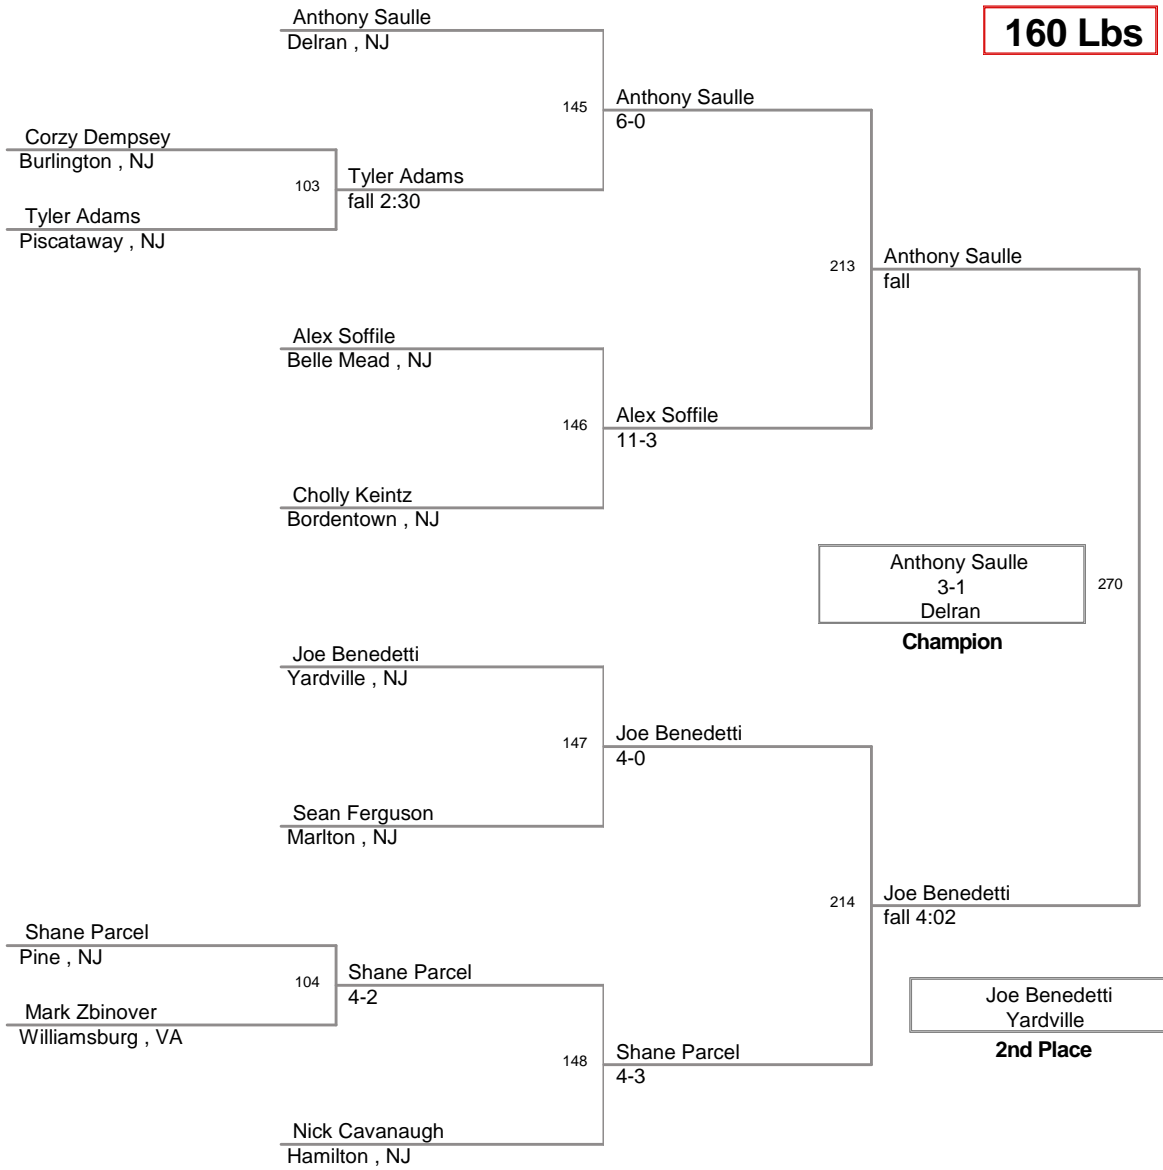 Anthony Saulle
Delran , NJ
160 Lbs
145
Anthony Saulle
6-0
Corzy Dempsey
Burlington , NJ
103
Tyler Adams
fall 2:30
Tyler Adams
Piscataway , NJ
213
Anthony Saulle
fall
Alex Soffile
Belle Mead , NJ
146
Alex Soffile
11-3
Cholly Keintz
Bordentown , NJ
Anthony Saulle
3-1
Delran
270
Champion
Joe Benedetti
Yardville , NJ
147
Joe Benedetti
4-0
Sean Ferguson
Marlton , NJ
214
Joe Benedetti
fall 4:02
Shane Parcel
Pine , NJ
104
Shane Parcel
4-2
Mark Zbinover
Williamsburg , VA
Joe Benedetti
Yardville
2nd Place
148
Shane Parcel
4-3
Nick Cavanaugh
Hamilton , NJ